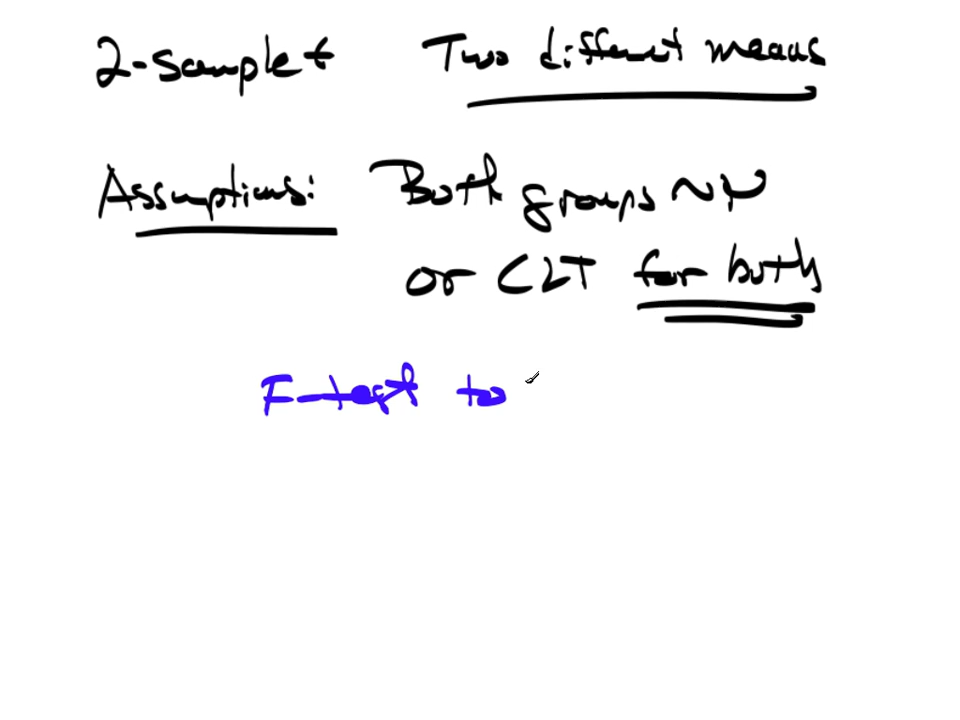 2-sample t Two different means
Assumptions: Both groups ~N
or CLT for both
F-test to